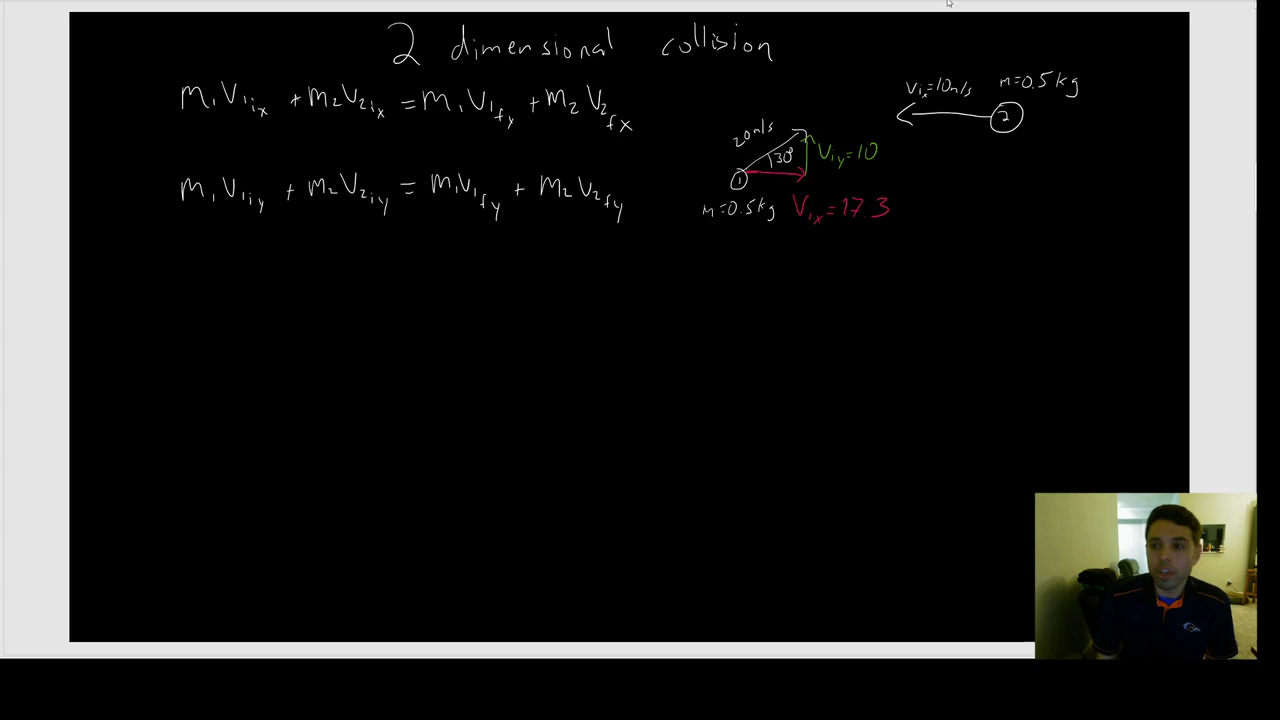 2 dimensional collision
m₁V₁ᵢₓ + m₂V₂ᵢₓ = m₁V₁fₓ + m₂V₂fₓ
Vᵢₓ=10m/s
m=0.5kg
2
20m/s
30°
Vᵢy=10
1
m=0.5kg
Vᵢₓ=17.3
m₁V₁ᵢy + m₂V₂ᵢy = m₁V₁fy + m₂V₂fy